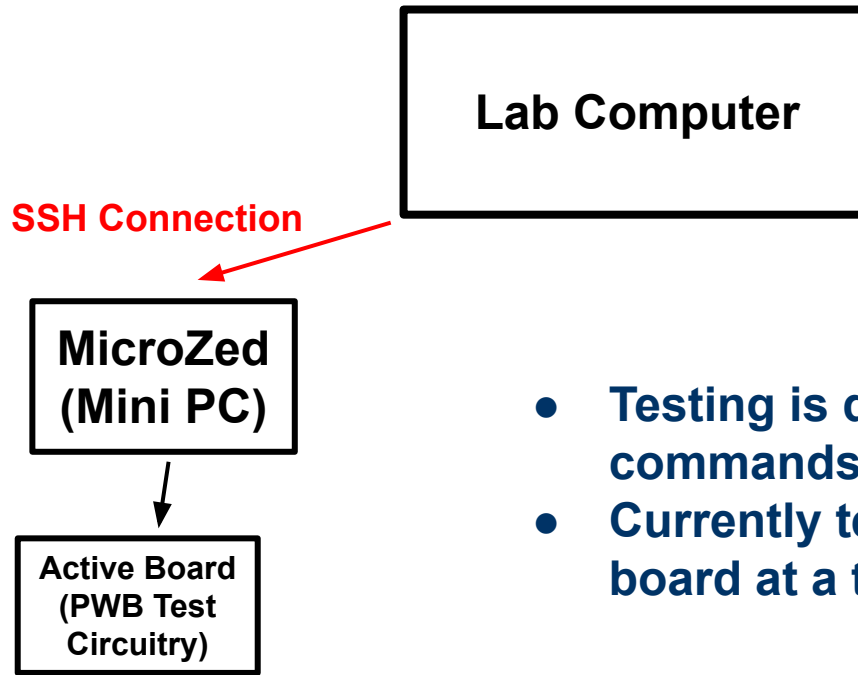 Lab Computer
SSH Connection
MicroZed
(Mini PC)
● Testing is
commands
● Currently
board at a
Active Board
(PWB Test
Circuitry)